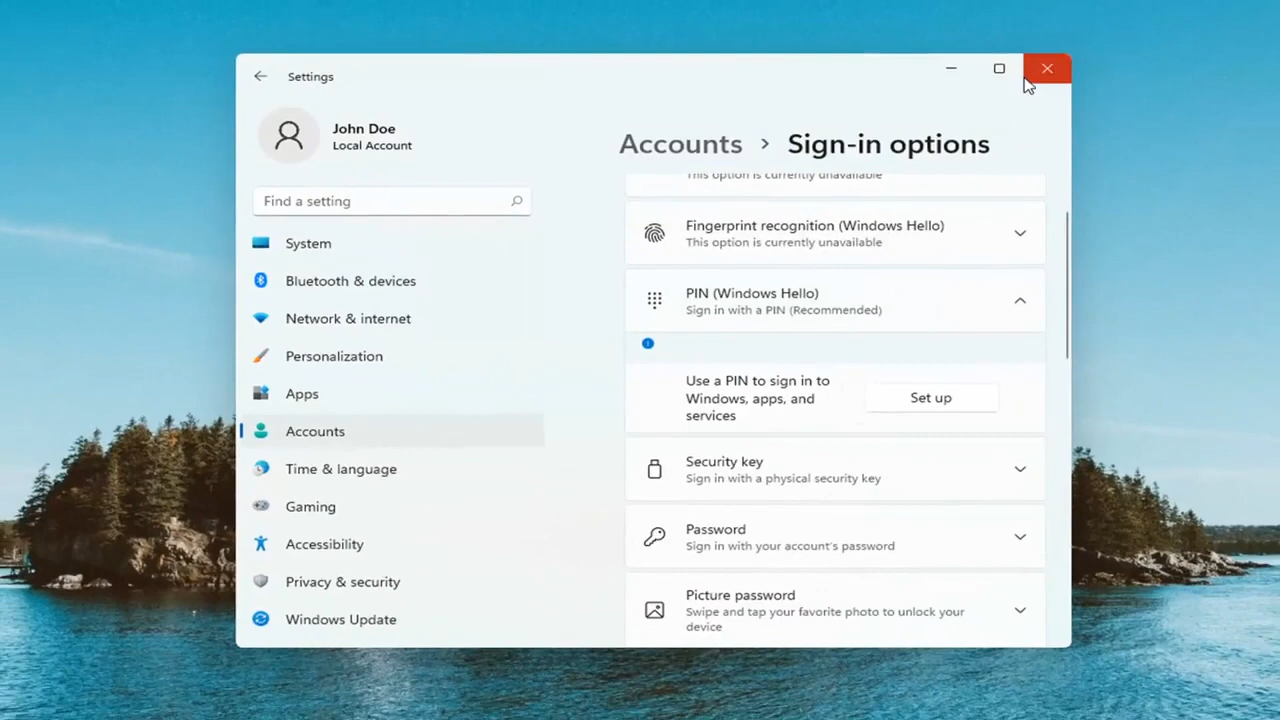 Settings
John Doe
Local Account
Find a setting
System
Bluetooth & devices
Network & internet
Personalization
Apps
Accounts
Time & language
Gaming
Accessibility
Privacy & security
Windows Update
Accounts > Sign-in options
This option is currently unavailable
Fingerprint recognition (Windows Hello)
This option is currently unavailable
PIN (Windows Hello)
Sign in with a PIN (Recommended)
Use a PIN to sign in to
Windows, apps, and
services
Set up
Security key
Sign in with a physical security key
Password
Sign in with your account's password
Picture password
Swipe and tap your favorite photo to unlock your
device